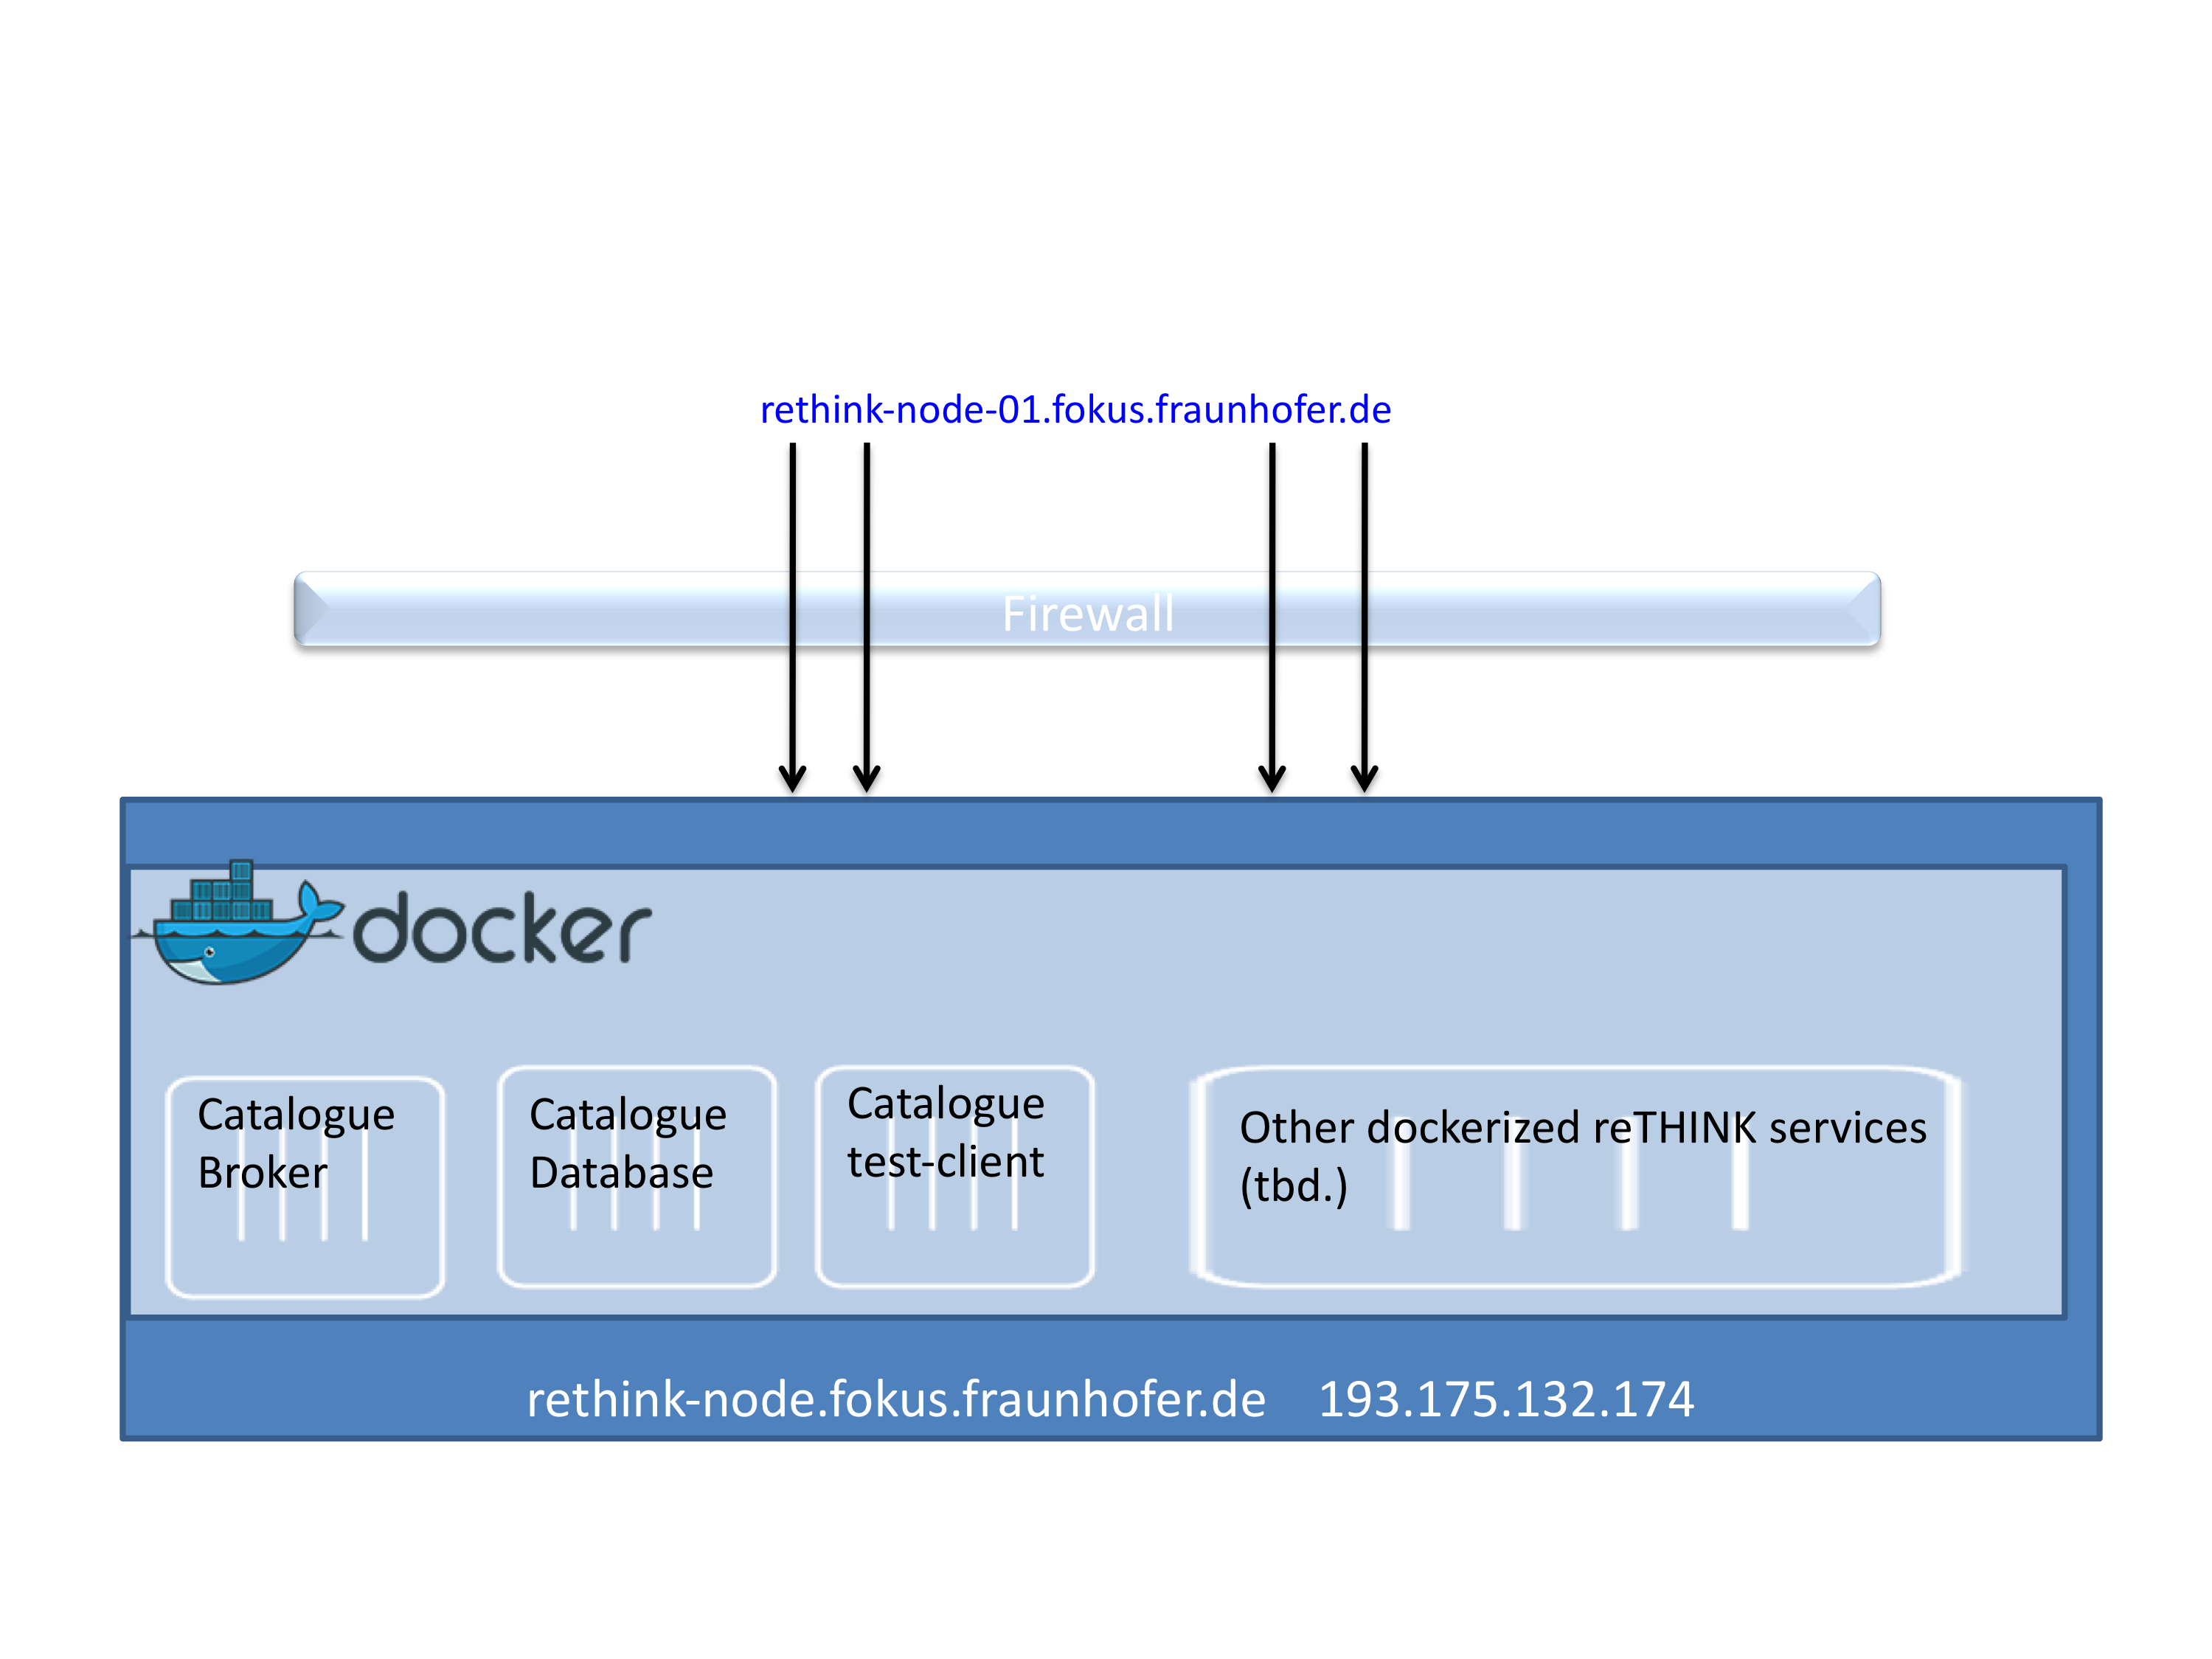 rethink-node-01.fokus.fraunhofer.de
Firewall
docker
Catalogue
Broker
Catalogue
Database
Catalogue
test-client
Other dockerized reTHINK services
(tbd.)
rethink-node.fokus.fraunhofer.de 193.175.132.174